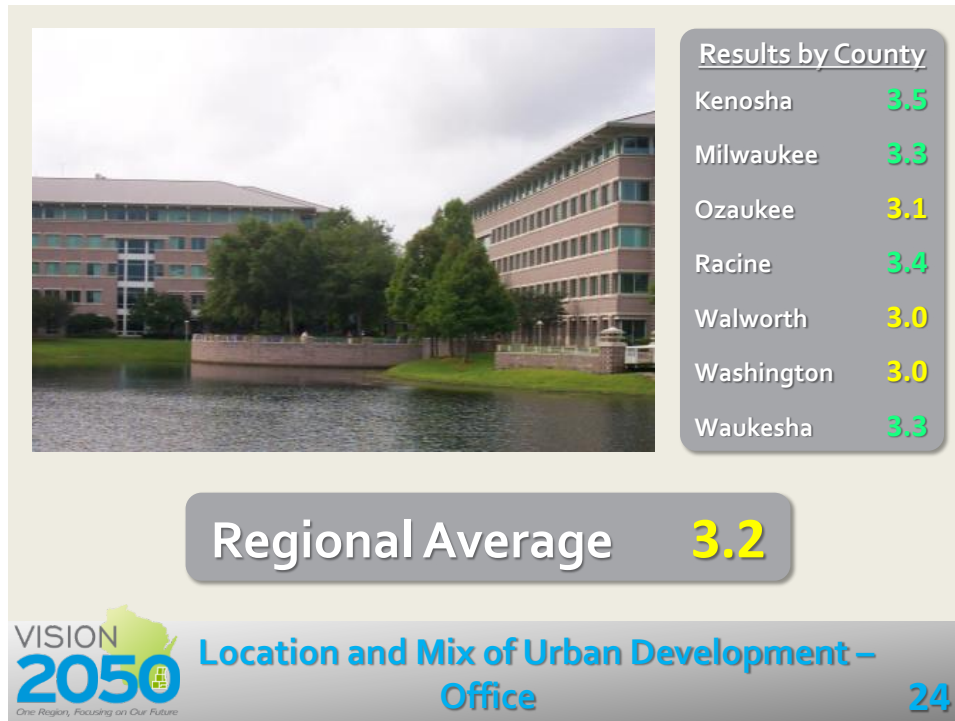 Results by County
Kenosha 3.5
Milwaukee 3.3
Ozaukee 3.1
Racine 3.4
Walworth 3.0
Washington 3.0
Waukesha 3.3
Regional Average 3.2
VISION
2050
One Region, Focusing on Our Future
Location and Mix of Urban Development –
Office
24